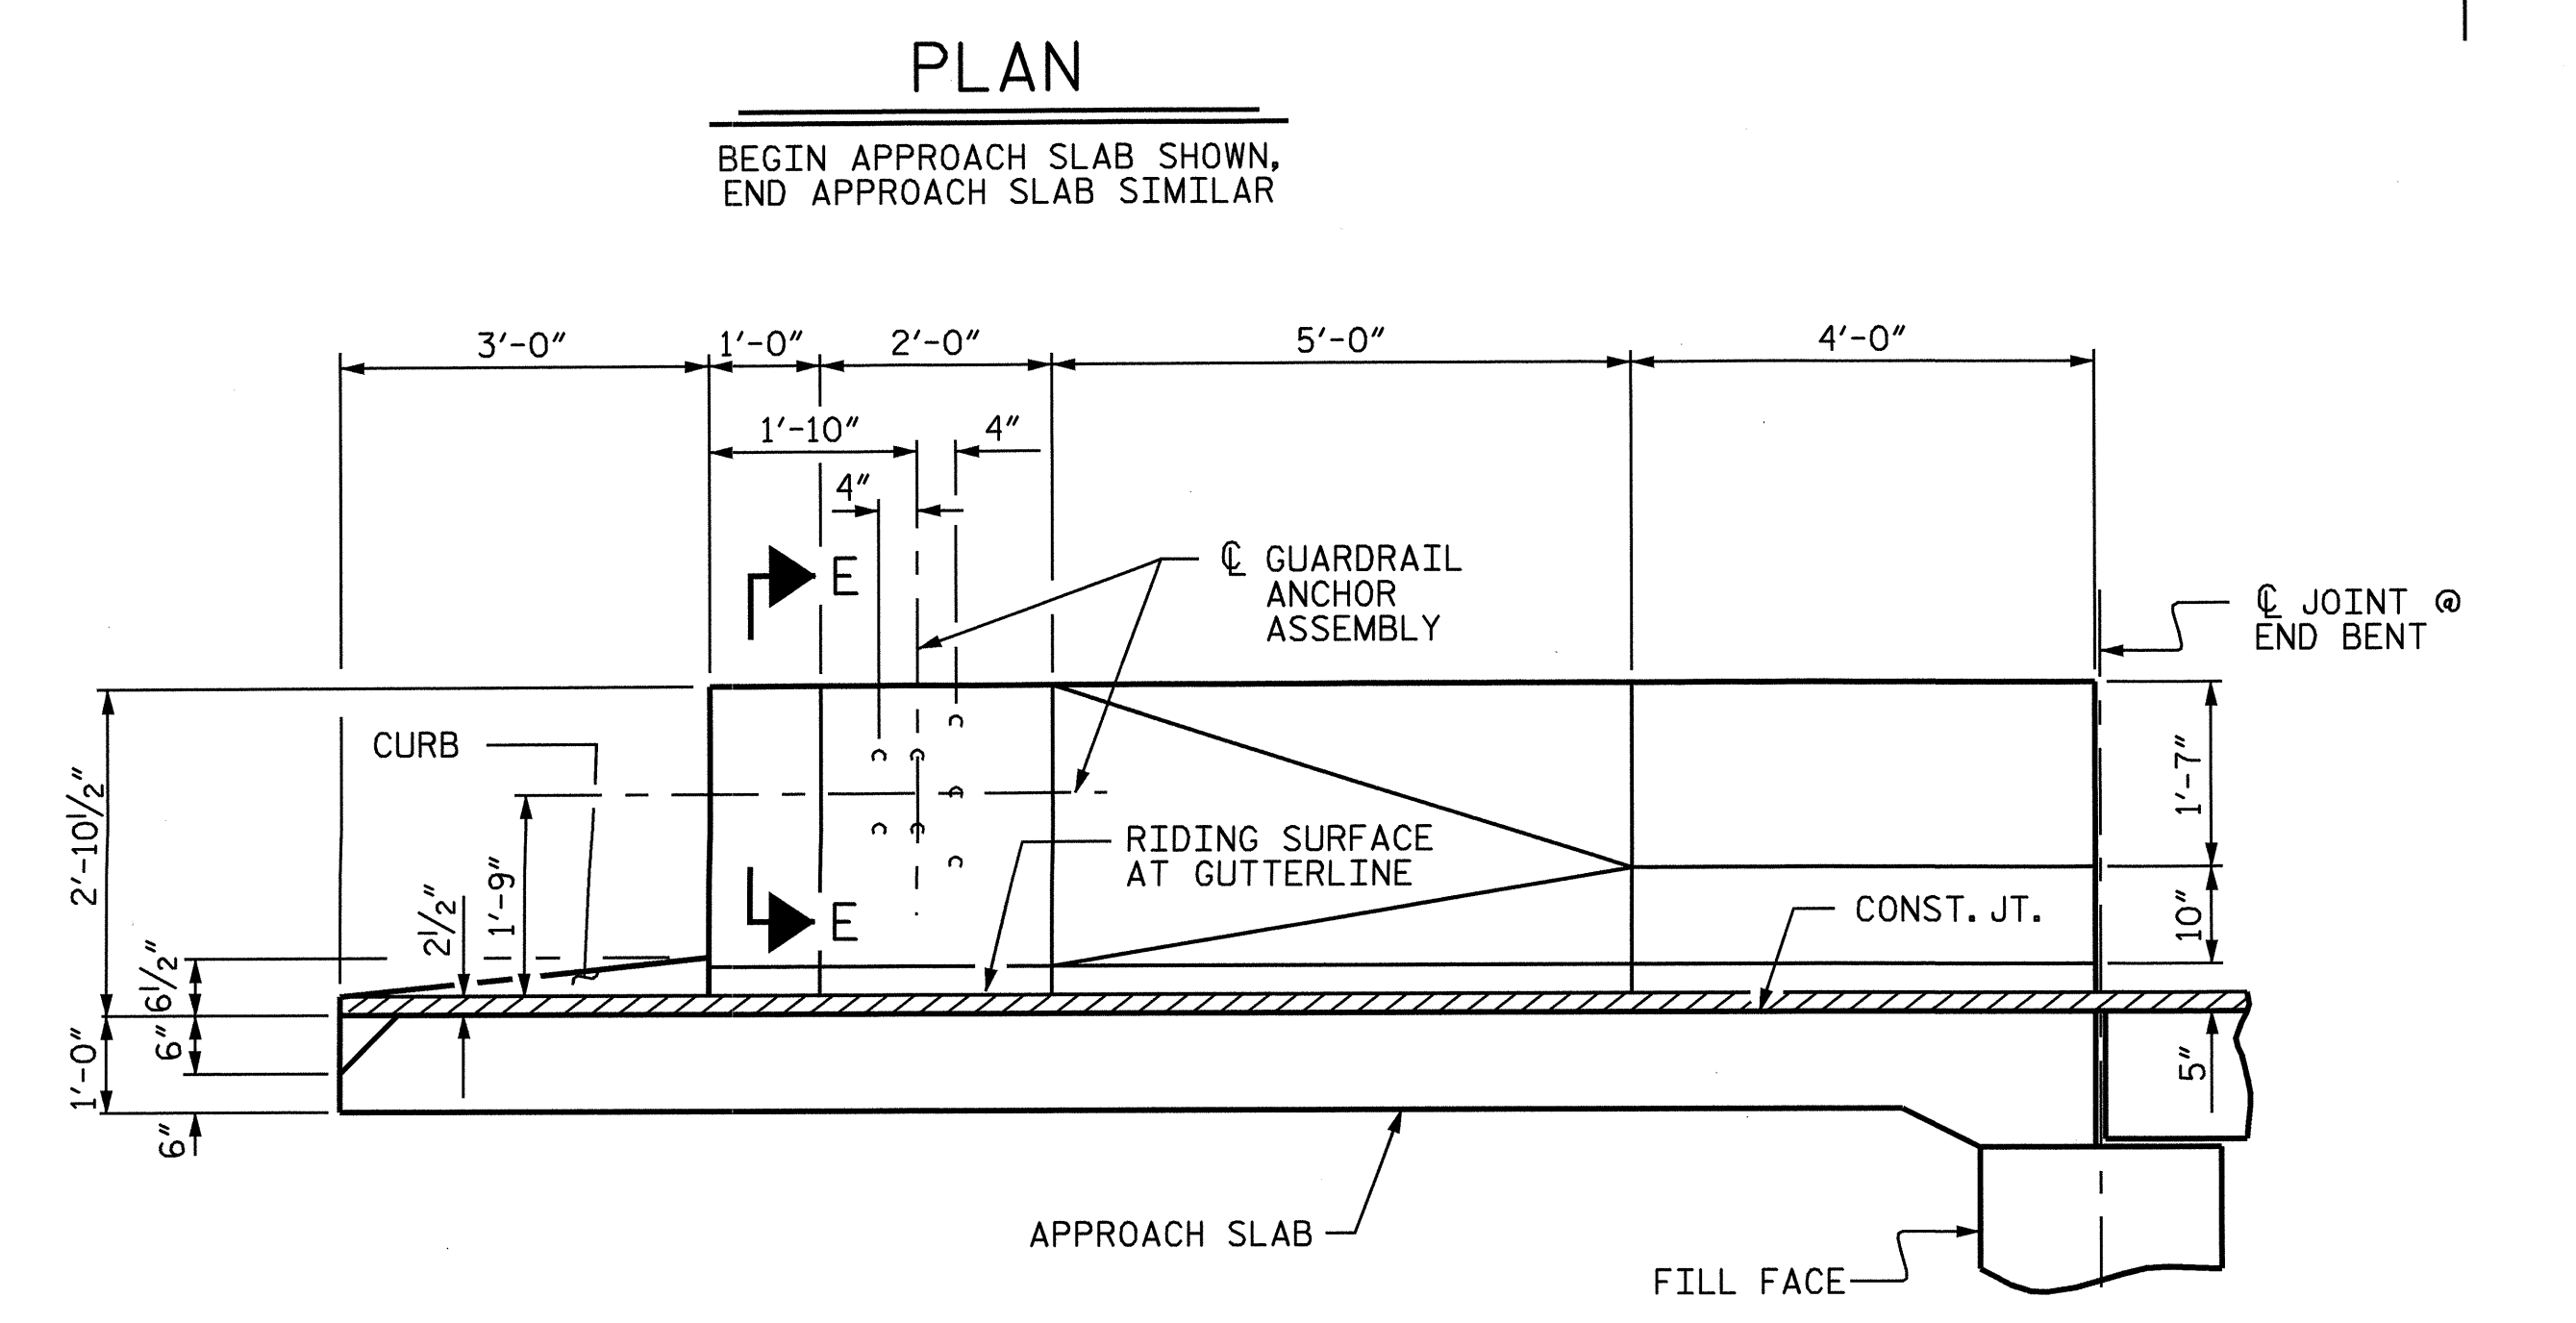 PLAN
BEGIN APPROACH SLAB SHOWN,
END APPROACH SLAB SIMILAR
3'-0"
1'-0"
2'-0"
5'-0"
4'-0"
1'-10"
4"
4"
E
℄ GUARDRAIL
ANCHOR
ASSEMBLY
℄ JOINT @
END BENT
CURB
2'-10½"
1'-9"
2½"
6½"
6"
1'-0"
6"
E
RIDING SURFACE
AT GUTTERLINE
CONST. JT.
1'-7"
10"
5"
APPROACH SLAB
FILL FACE